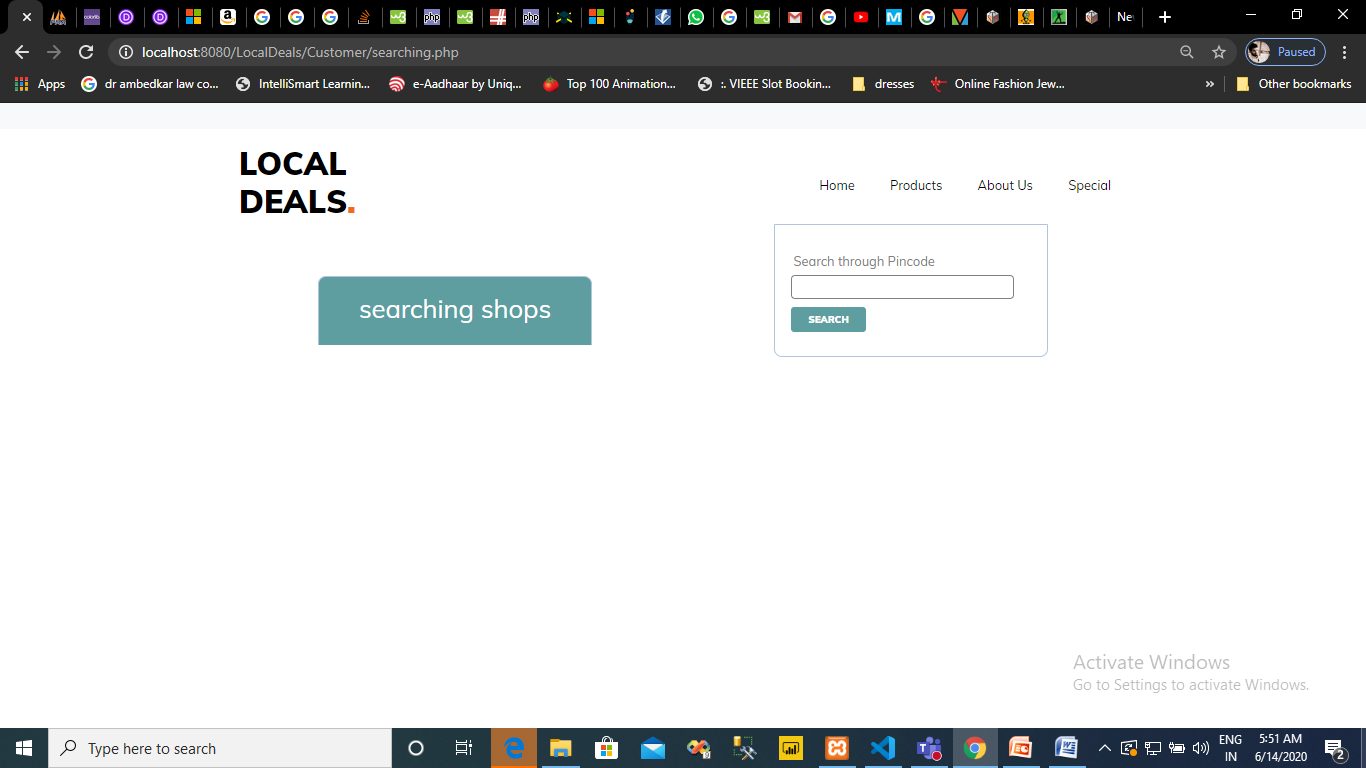 Ne
localhost:8080/LocalDeals/Customer/searching.php
Paused
Apps
dr ambedkar law co...
IntelliSmart Learnin...
e-Aadhaar by Uniq...
Top 100 Animation...
:. VIEEE Slot Bookin...
dresses
Online Fashion Jew...
»
Other bookmarks
LOCAL
DEALS.
Home
Products
About Us
Special
Search through Pincode
searching shops
SEARCH
Activate Windows
Go to Settings to activate Windows.
Type here to search
ENG
IN
5:51 AM
6/14/2020
2